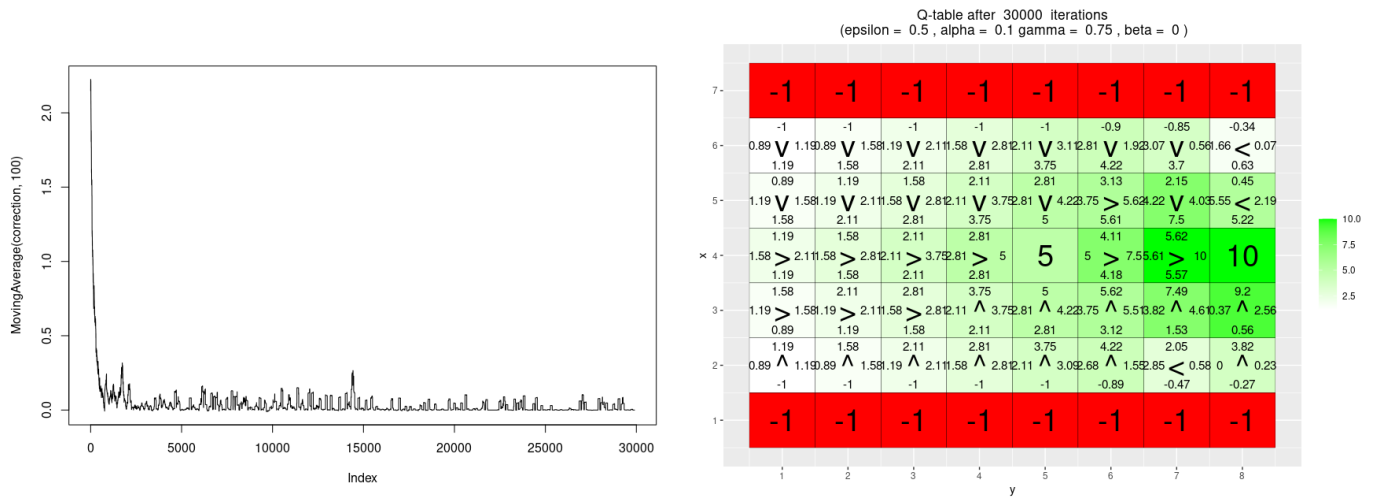 MovingAverage(correction, 100)
2.0
1.5
1.0
0.5
0.0
0 5000 10000 15000 20000 25000 30000
Index
Q-table after 30000 iterations
(epsilon = 0.5 , alpha = 0.1 gamma = 0.75 , beta = 0 )
7 -1 -1 -1 -1 -1 -1 -1 -1
-1 -1 -1 -1 -1 -0.9 -0.85 -0.34
6 0.89 V 1.19 0.89 V 1.58 1.19 V 2.11 1.58 V 2.81 2.11 V 3.11 2.81 V 1.92 3.07 V 0.56 1.66 < 0.07
1.19 1.58 2.11 2.81 3.75 4.22 3.7 0.63
0.89 1.19 1.58 2.11 2.81 3.13 2.15 0.45
5 1.19 V 1.58 1.19 V 2.11 1.58 V 2.81 2.11 V 3.75 2.81 V 4.22 3.75 > 5.62 4.22 V 4.03 5.55 < 2.19
1.58 2.11 2.81 3.75 5 5.61 7.5 5.22
1.19 1.58 2.11 2.81 4.11 5.62
x 4 1.58 > 2.11 1.58 > 2.81 2.11 > 3.75 2.81 > 5 5 5 > 7.5 5.61 > 10 10
1.19 1.58 2.11 2.81 4.18 5.57
1.58 2.11 2.81 3.75 5 5.62 7.49 9.2
3 1.19 > 1.58 1.19 > 2.11 1.58 > 2.81 2.11 ^ 3.75 2.81 ^ 4.22 3.75 ^ 5.51 3.82 ^ 4.61 0.37 ^ 2.56
0.89 1.19 1.58 2.11 2.81 3.12 1.53 0.56
1.19 1.58 2.11 2.81 3.75 4.22 2.05 3.82
2 0.89 ^ 1.19 0.89 ^ 1.58 1.19 ^ 2.11 1.58 ^ 2.81 2.11 ^ 3.09 2.68 ^ 1.55 2.85 < 0.58 0 ^ 0.23
-1 -1 -1 -1 -1 -0.89 -0.47 -0.27
1 -1 -1 -1 -1 -1 -1 -1 -1
1 2 3 4 5 6 7 8
y
10.0
7.5
5.0
2.5